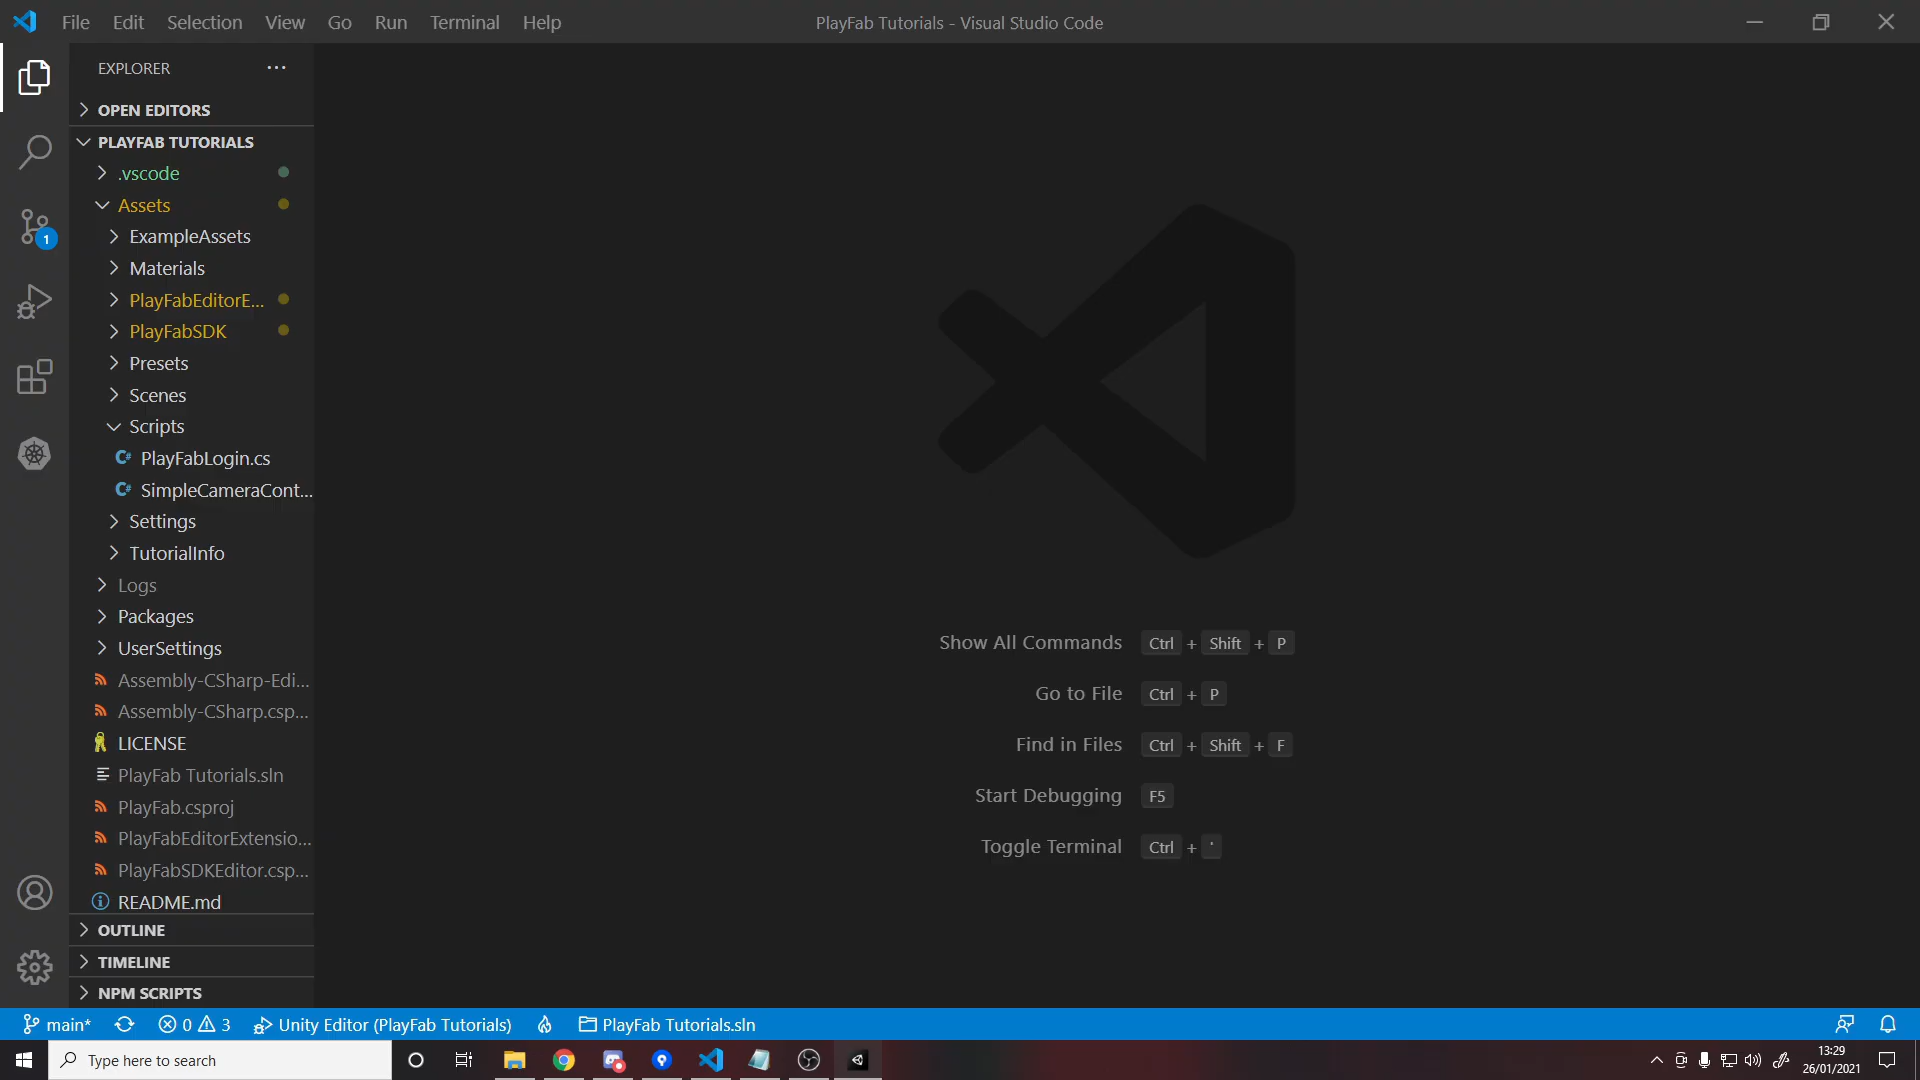 File Edit Selection View Go Run Terminal Help
PlayFab Tutorials - Visual Studio Code
EXPLORER
OPEN EDITORS
PLAYFAB TUTORIALS
.vscode
Assets
ExampleAssets
Materials
PlayFabEditorE...
PlayFabSDK
Presets
Scenes
Scripts
C# PlayFabLogin.cs
C# SimpleCameraCont...
Settings
TutorialInfo
Logs
Packages
UserSettings
Assembly-CSharp-Edi...
Assembly-CSharp.csp...
LICENSE
PlayFab Tutorials.sln
PlayFab.csproj
PlayFabEditorExtensio...
PlayFabSDKEditor.csp...
README.md
OUTLINE
TIMELINE
NPM SCRIPTS
1
Show All Commands Ctrl + Shift + P
Go to File Ctrl + P
Find in Files Ctrl + Shift + F
Start Debugging F5
Toggle Terminal Ctrl + '
main* 0 3 Unity Editor (PlayFab Tutorials) PlayFab Tutorials.sln
Type here to search
13:29
26/01/2021